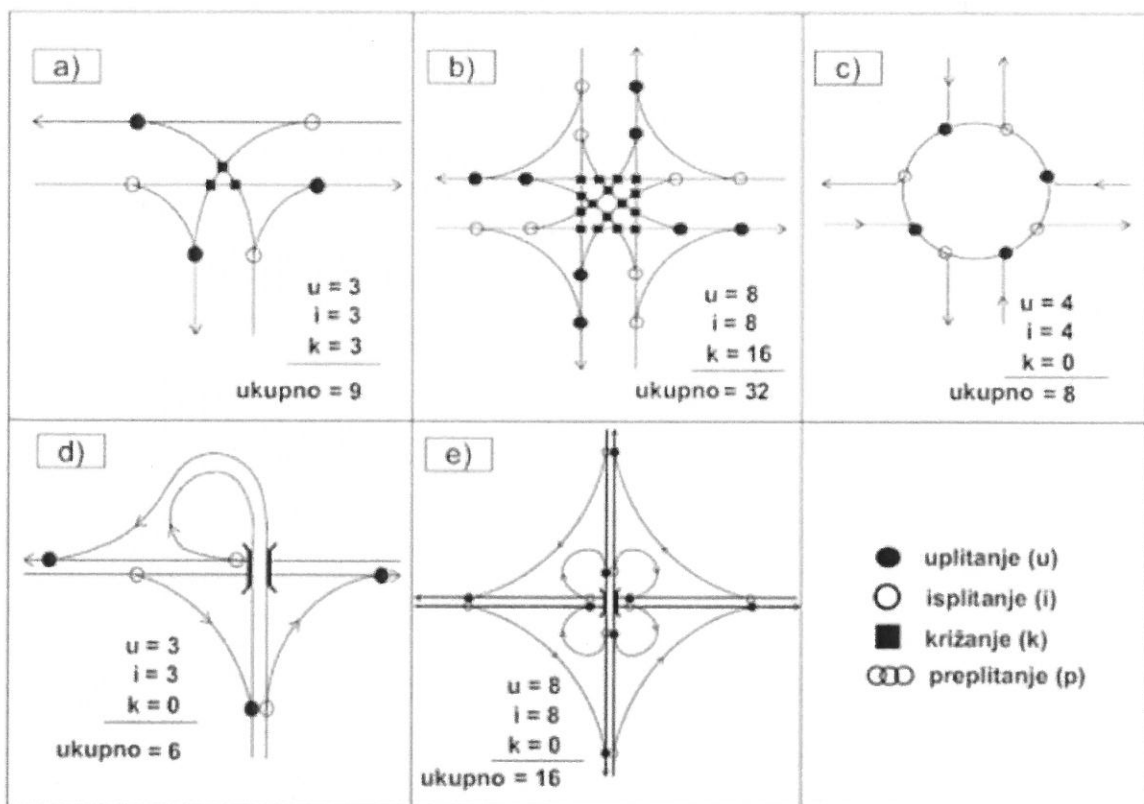 a)
u = 3
i = 3
k = 3
ukupno = 9
b)
u = 8
i = 8
k = 16
ukupno = 32
c)
u = 4
i = 4
k = 0
ukupno = 8
d)
u = 3
i = 3
k = 0
ukupno = 6
e)
u = 8
i = 8
k = 0
ukupno = 16
uplitanje (u)
isplitanje (i)
križanje (k)
preplitanje (p)